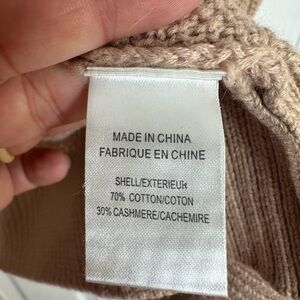 MADE IN CHINA
FABRIQUE EN CHINE
SHELL/EXTERIEUR
70% COTTON/COTON
30% CASHMERE/CACHEMIRE